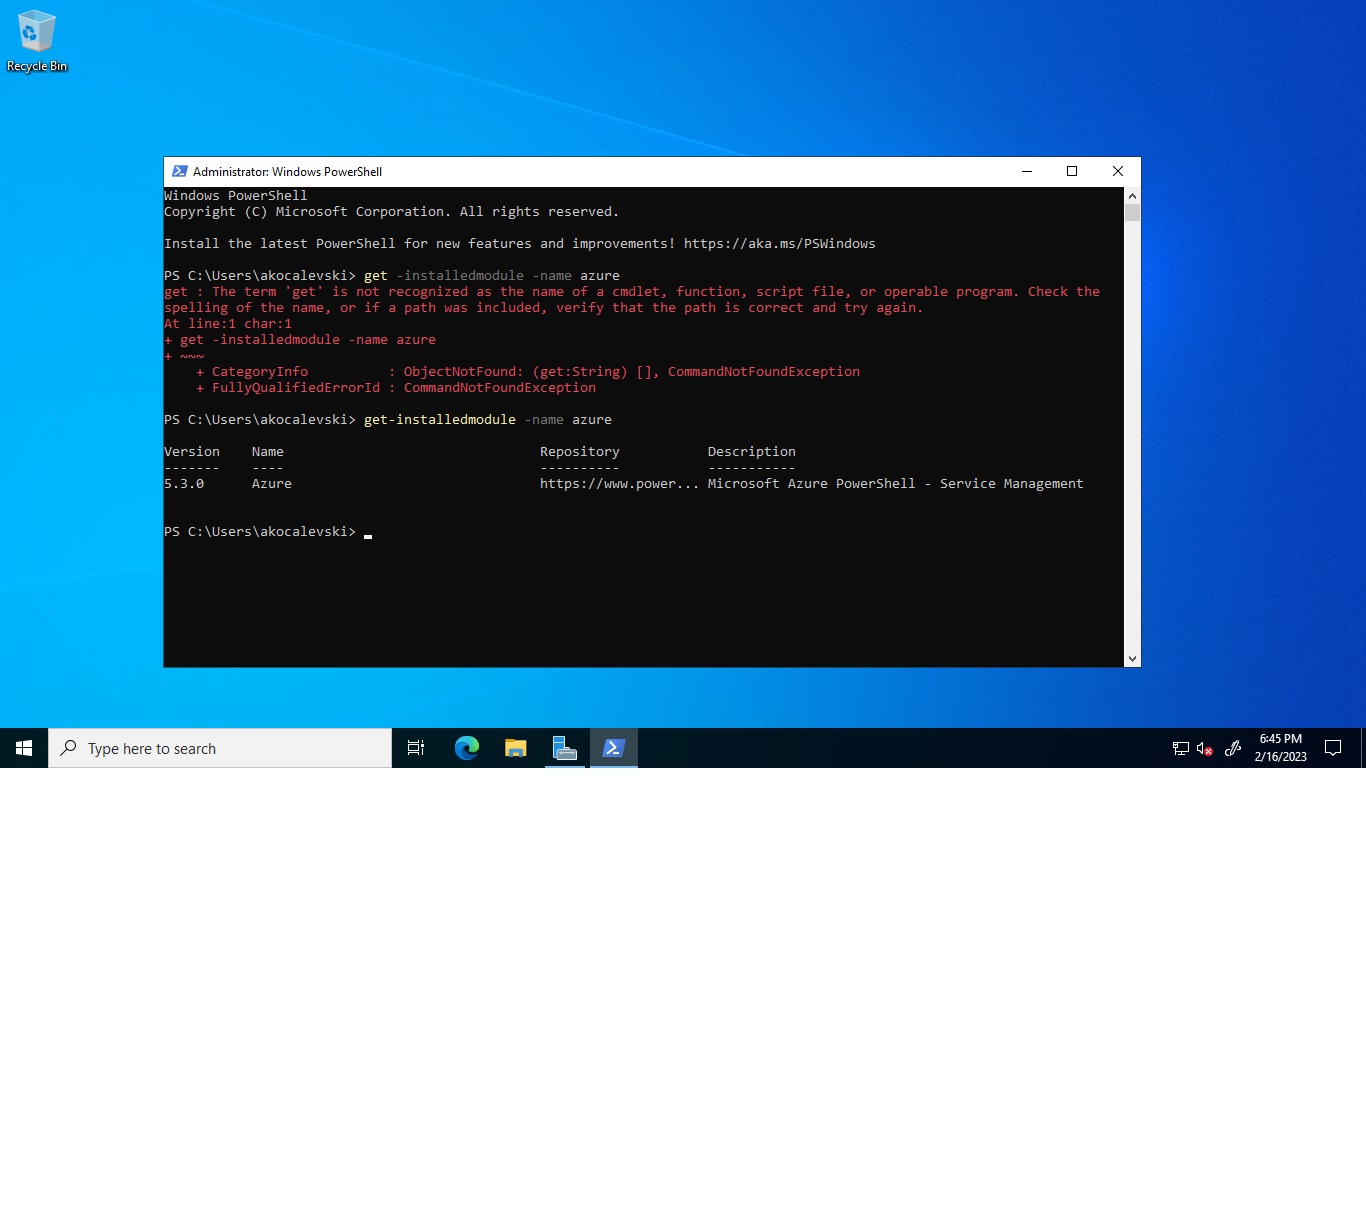 Recycle Bin
Administrator: Windows PowerShell
Windows PowerShell
Copyright (C) Microsoft Corporation. All rights reserved.
Install the latest PowerShell for new features and improvements! https://aka.ms/PSWindows
PS C:\Users\akocalevski> get -installedmodule -name azure
get : The term 'get' is not recognized as the name of a cmdlet, function, script file, or operable program. Check the
spelling of the name, or if a path was included, verify that the path is correct and try again.
At line:1 char:1
+ get -installedmodule -name azure
+ ~~~
    + CategoryInfo          : ObjectNotFound: (get:String) [], CommandNotFoundException
    + FullyQualifiedErrorId : CommandNotFoundException
PS C:\Users\akocalevski> get-installedmodule -name azure
Version    Name                                Repository           Description
-------    ----                                ----------           -----------
5.3.0      Azure                               https://www.power... Microsoft Azure PowerShell - Service Management
PS C:\Users\akocalevski>
Type here to search
6:45 PM
2/16/2023